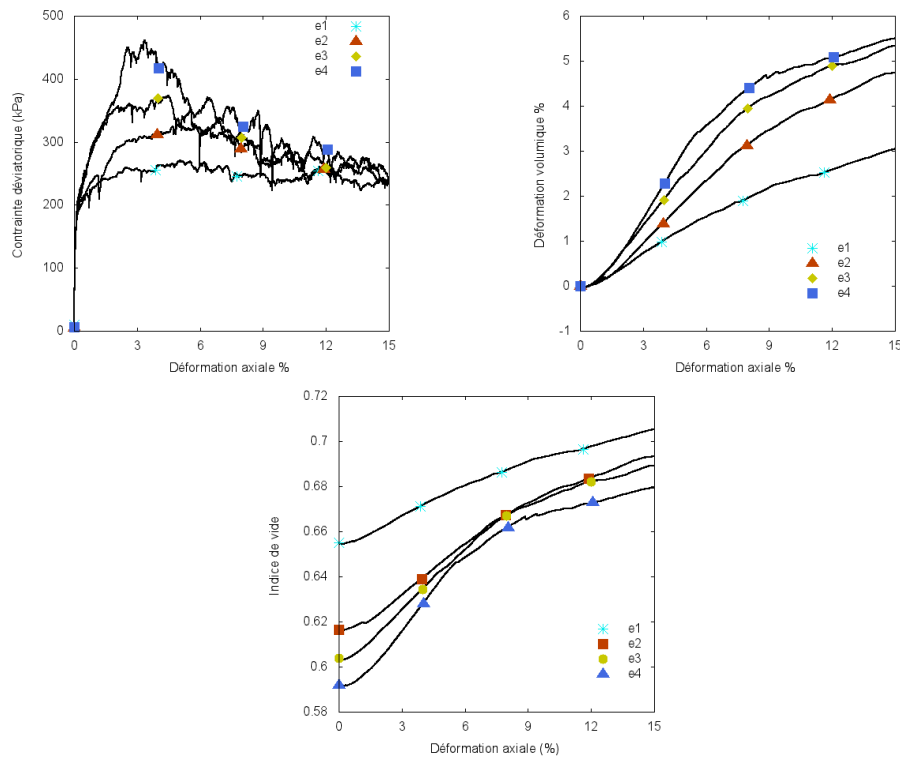 Contrainte déviatorique (kPa)
500
400
300
200
100
0
0
3
6
9
12
15
Déformation axiale %
e1
e2
e3
e4
Déformation volumique %
6
5
4
3
2
1
0
-1
0
3
6
9
12
15
Déformation axiale %
e1
e2
e3
e4
Indice de vide
0.72
0.7
0.68
0.66
0.64
0.62
0.6
0.58
0
3
6
9
12
15
Déformation axiale (%)
e1
e2
e3
e4